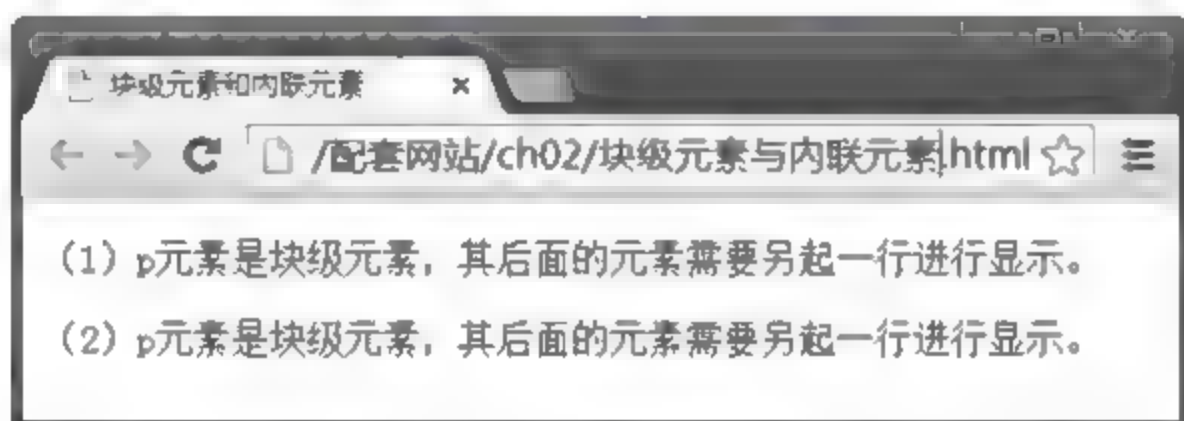 块级元素和内联元素
/配套网站/ch02/块级元素与内联元素.html
（1）p元素是块级元素，其后面的元素需要另起一行进行显示。
（2）p元素是块级元素，其后面的元素需要另起一行进行显示。